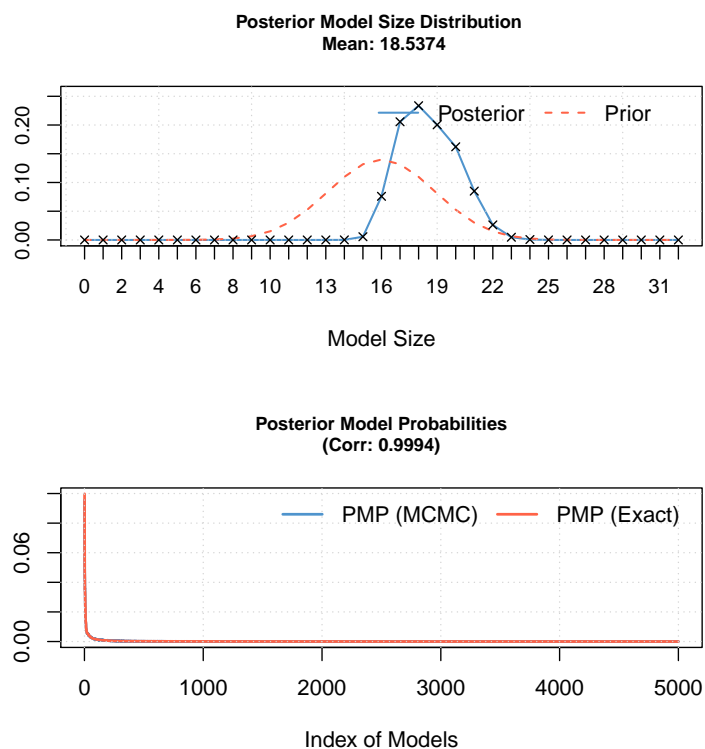 Posterior Model Size Distribution
Mean: 18.5374
0.00 0.10 0.20
Posterior Prior
0 2 4 6 8 10 13 16 19 22 25 28 31
Model Size
Posterior Model Probabilities
(Corr: 0.9994)
0.00 0.06
PMP (MCMC) PMP (Exact)
0 1000 2000 3000 4000 5000
Index of Models